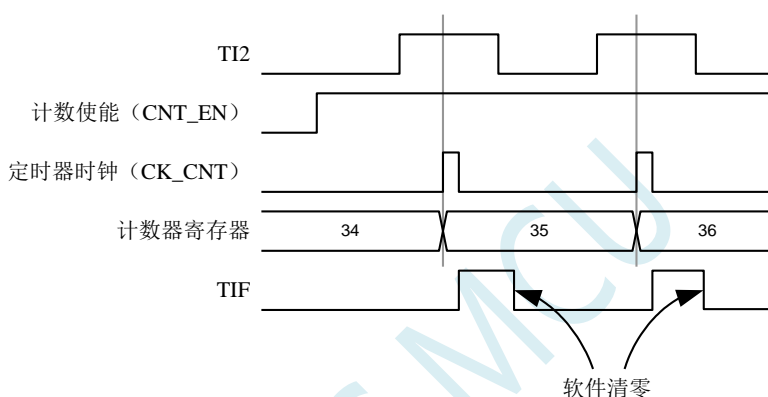 TI2
计数使能（CNT_EN）
定时器时钟（CK_CNT）
计数器寄存器 34 35 36
TIF
软件清零
MCU